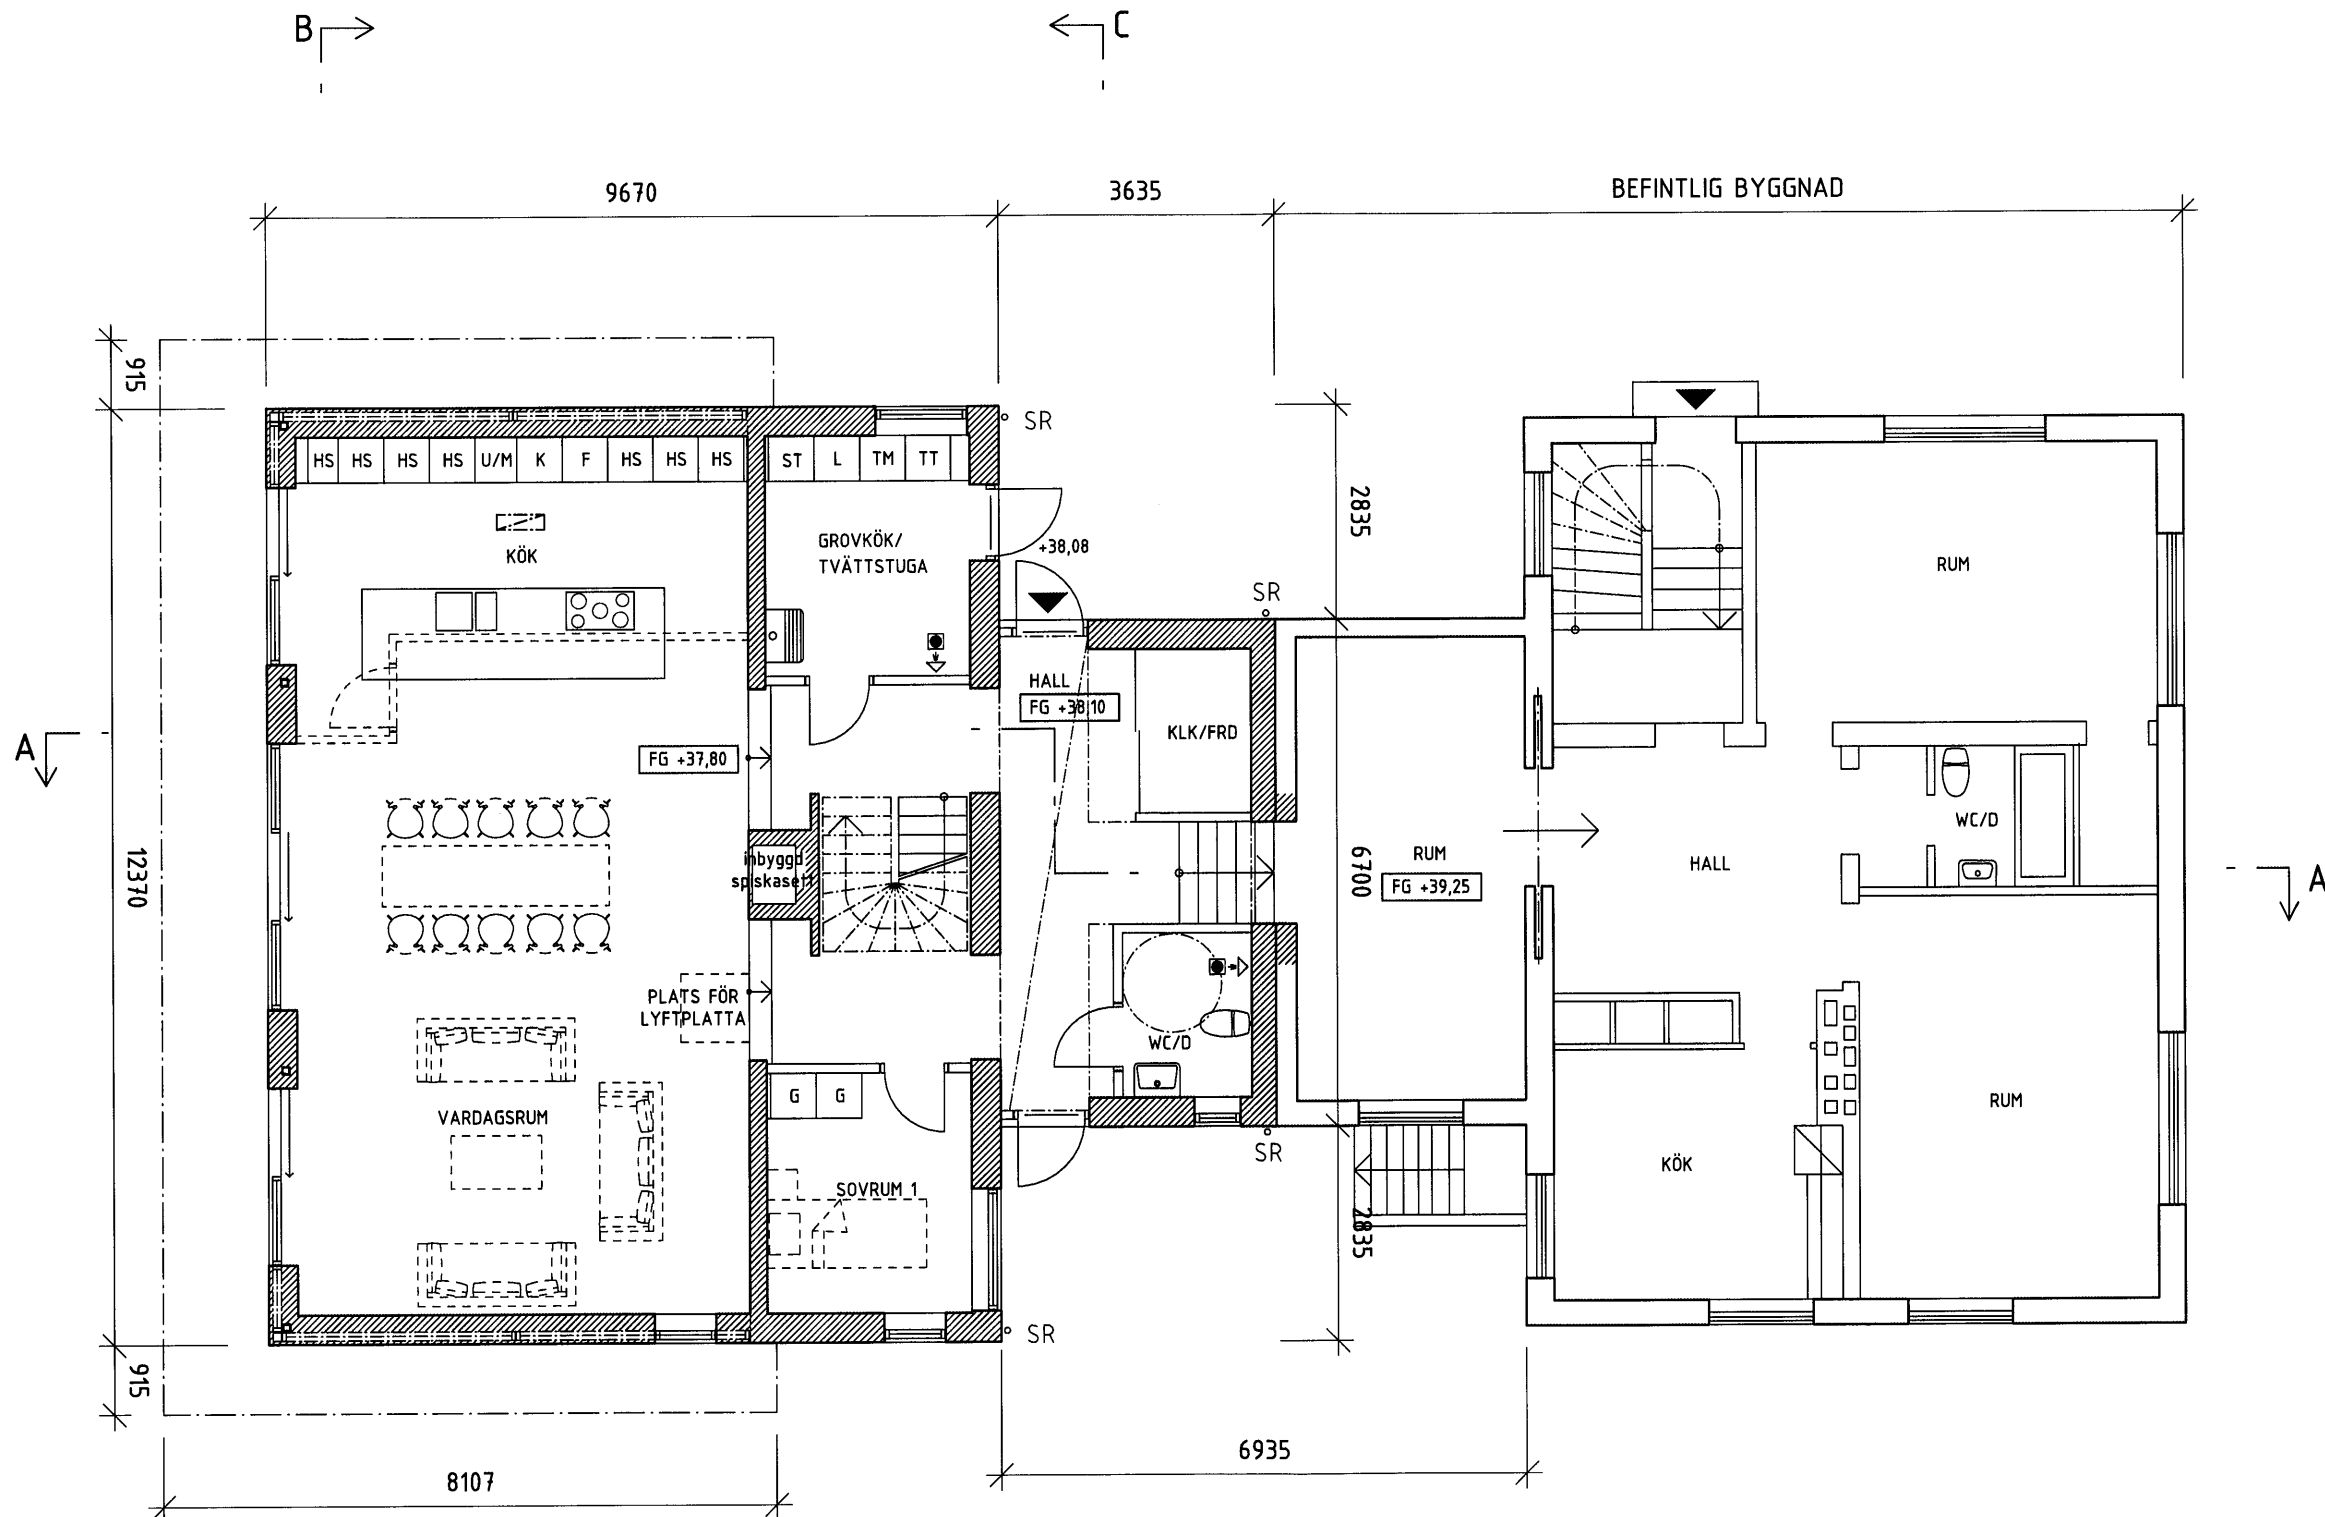 B
C
9670
3635
BEFINTLIG BYGGNAD
915
SR
HS
HS
HS
HS
U/M
K
F
HS
HS
HS
ST
L
TM
TT
2835
GROVKÖK/
TVÄTTSTUGA
+38,08
KÖK
RUM
SR
HALL
FG +38,10
KLK/FRD
A
FG +37,80
12370
inbyggd
spiskasett
6700
RUM
FG +39,25
HALL
WC/D
A
PLATS FÖR
LYFTPLATTA
WC/D
G
G
VARDAGSRUM
RUM
SR
KÖK
SOVRUM 1
2835
SR
915
6935
8107